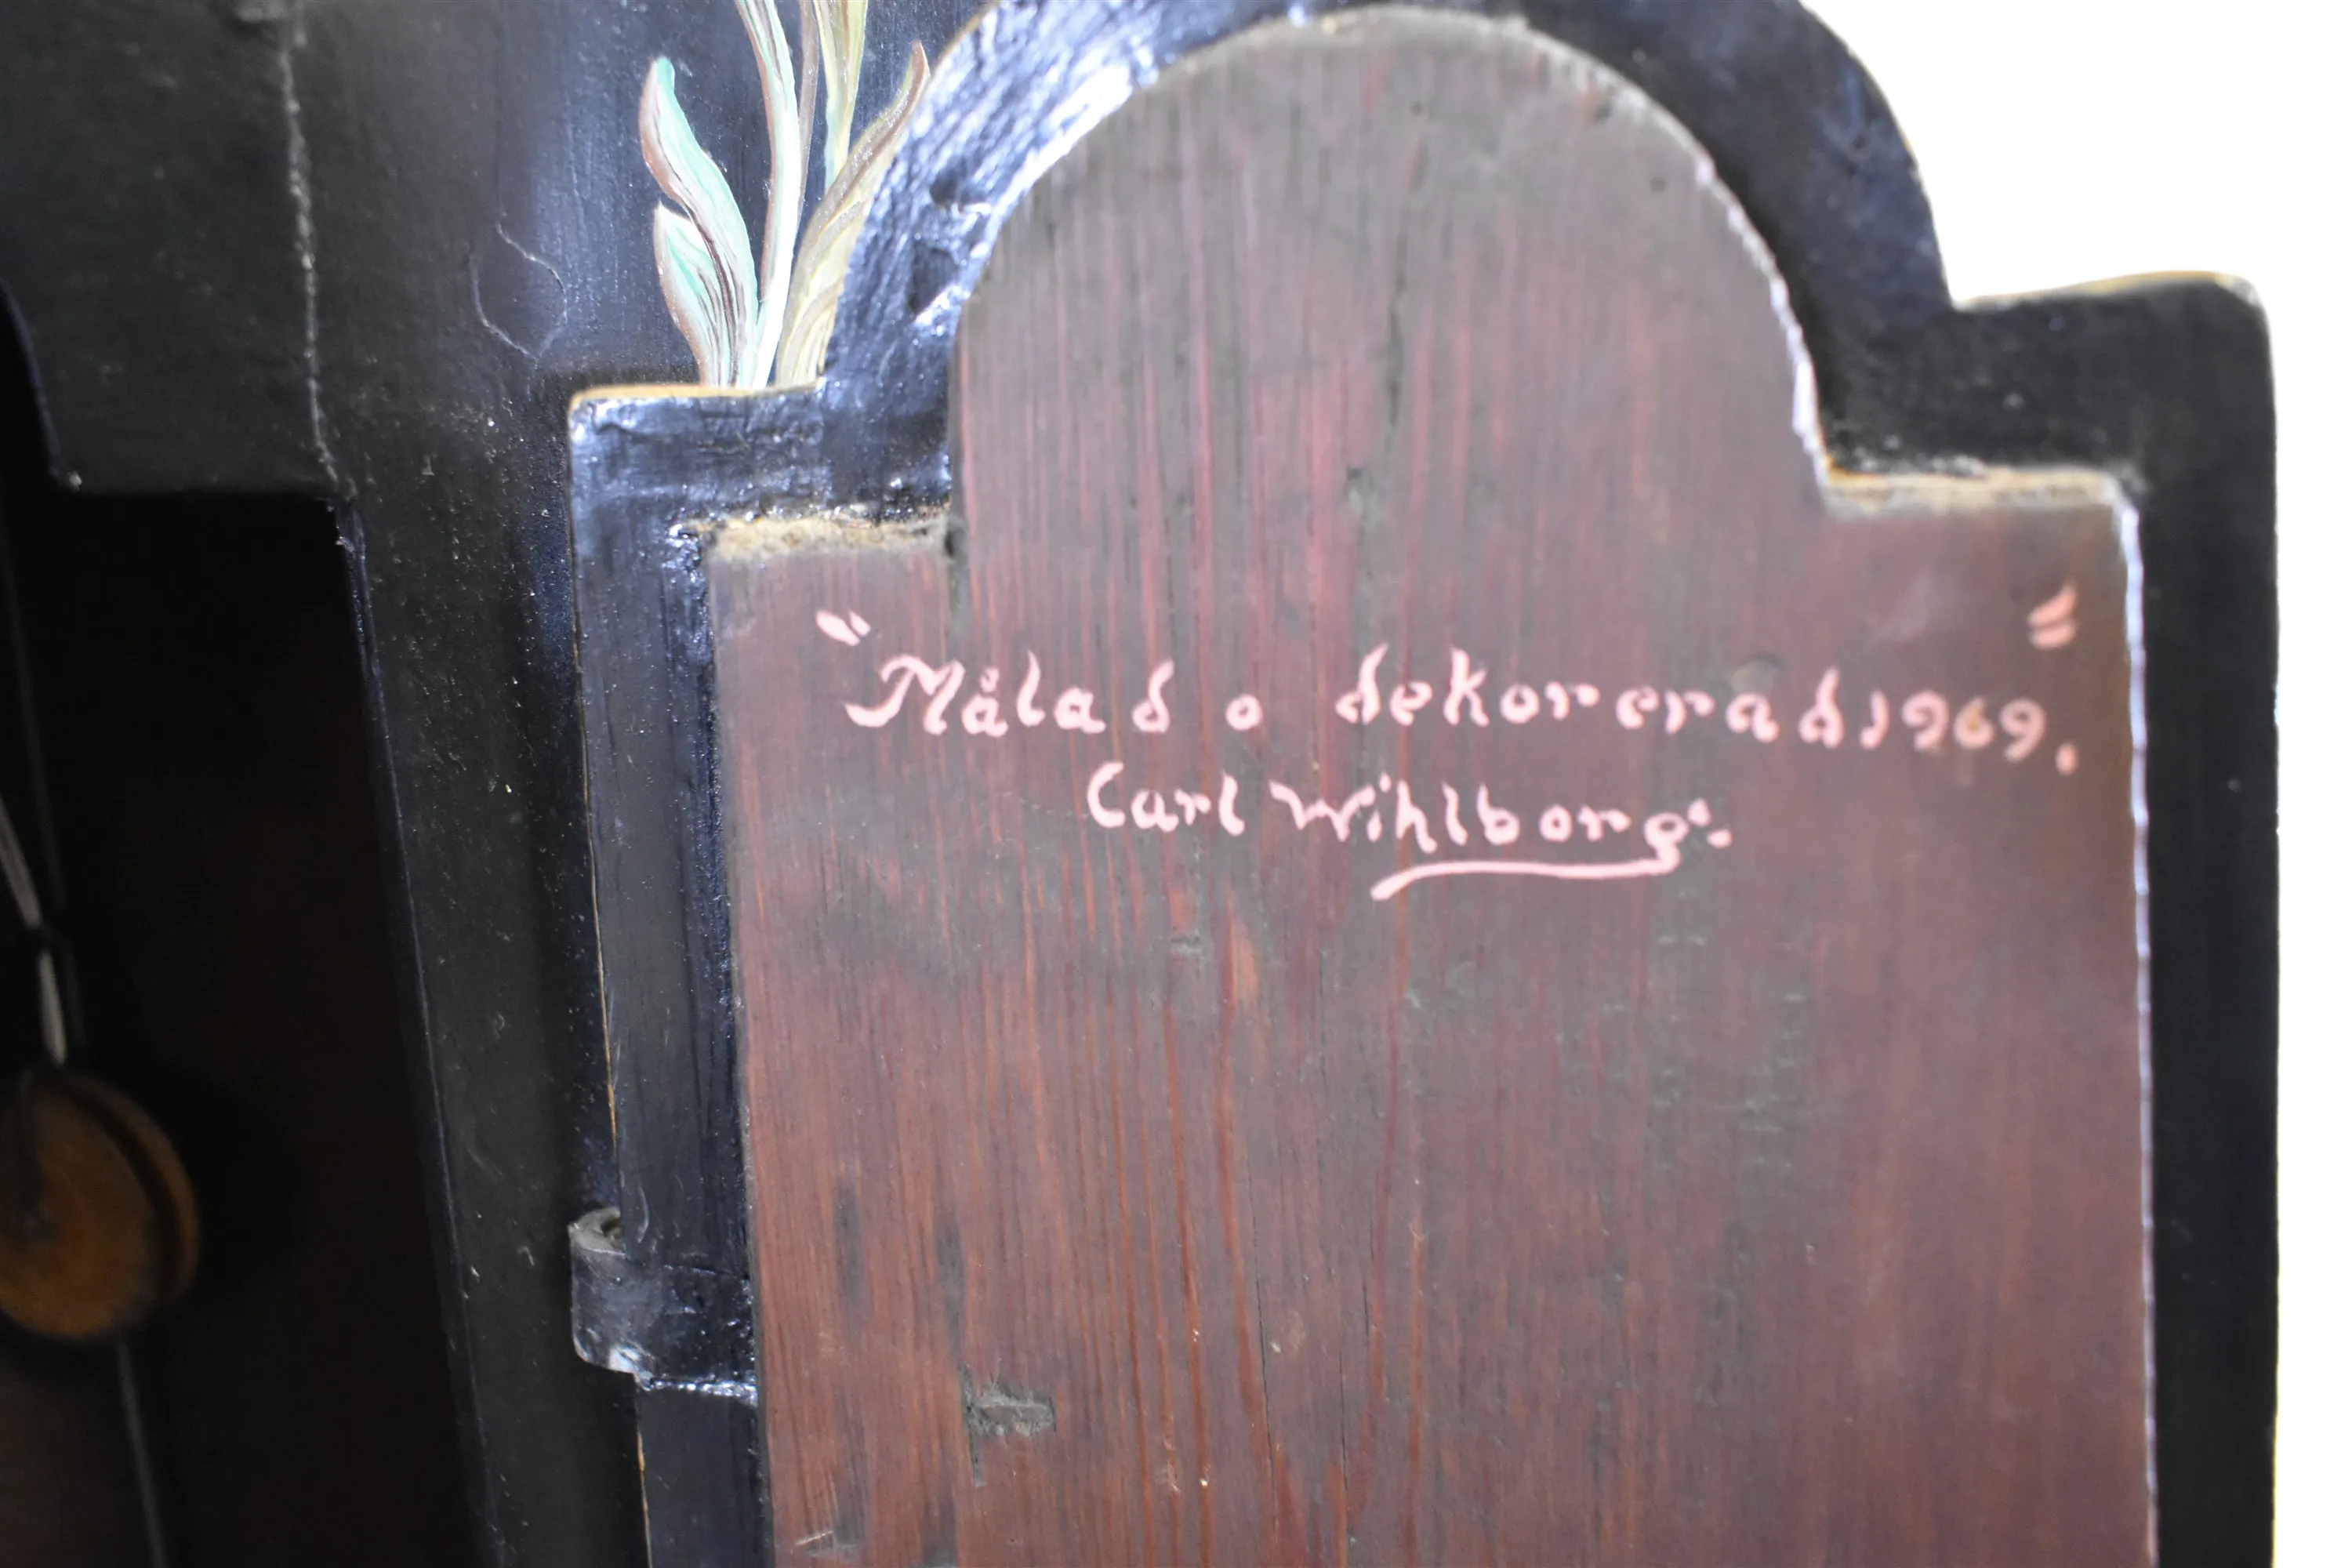 "Målad o dekorerad 1969."
Carl Wihlborg.